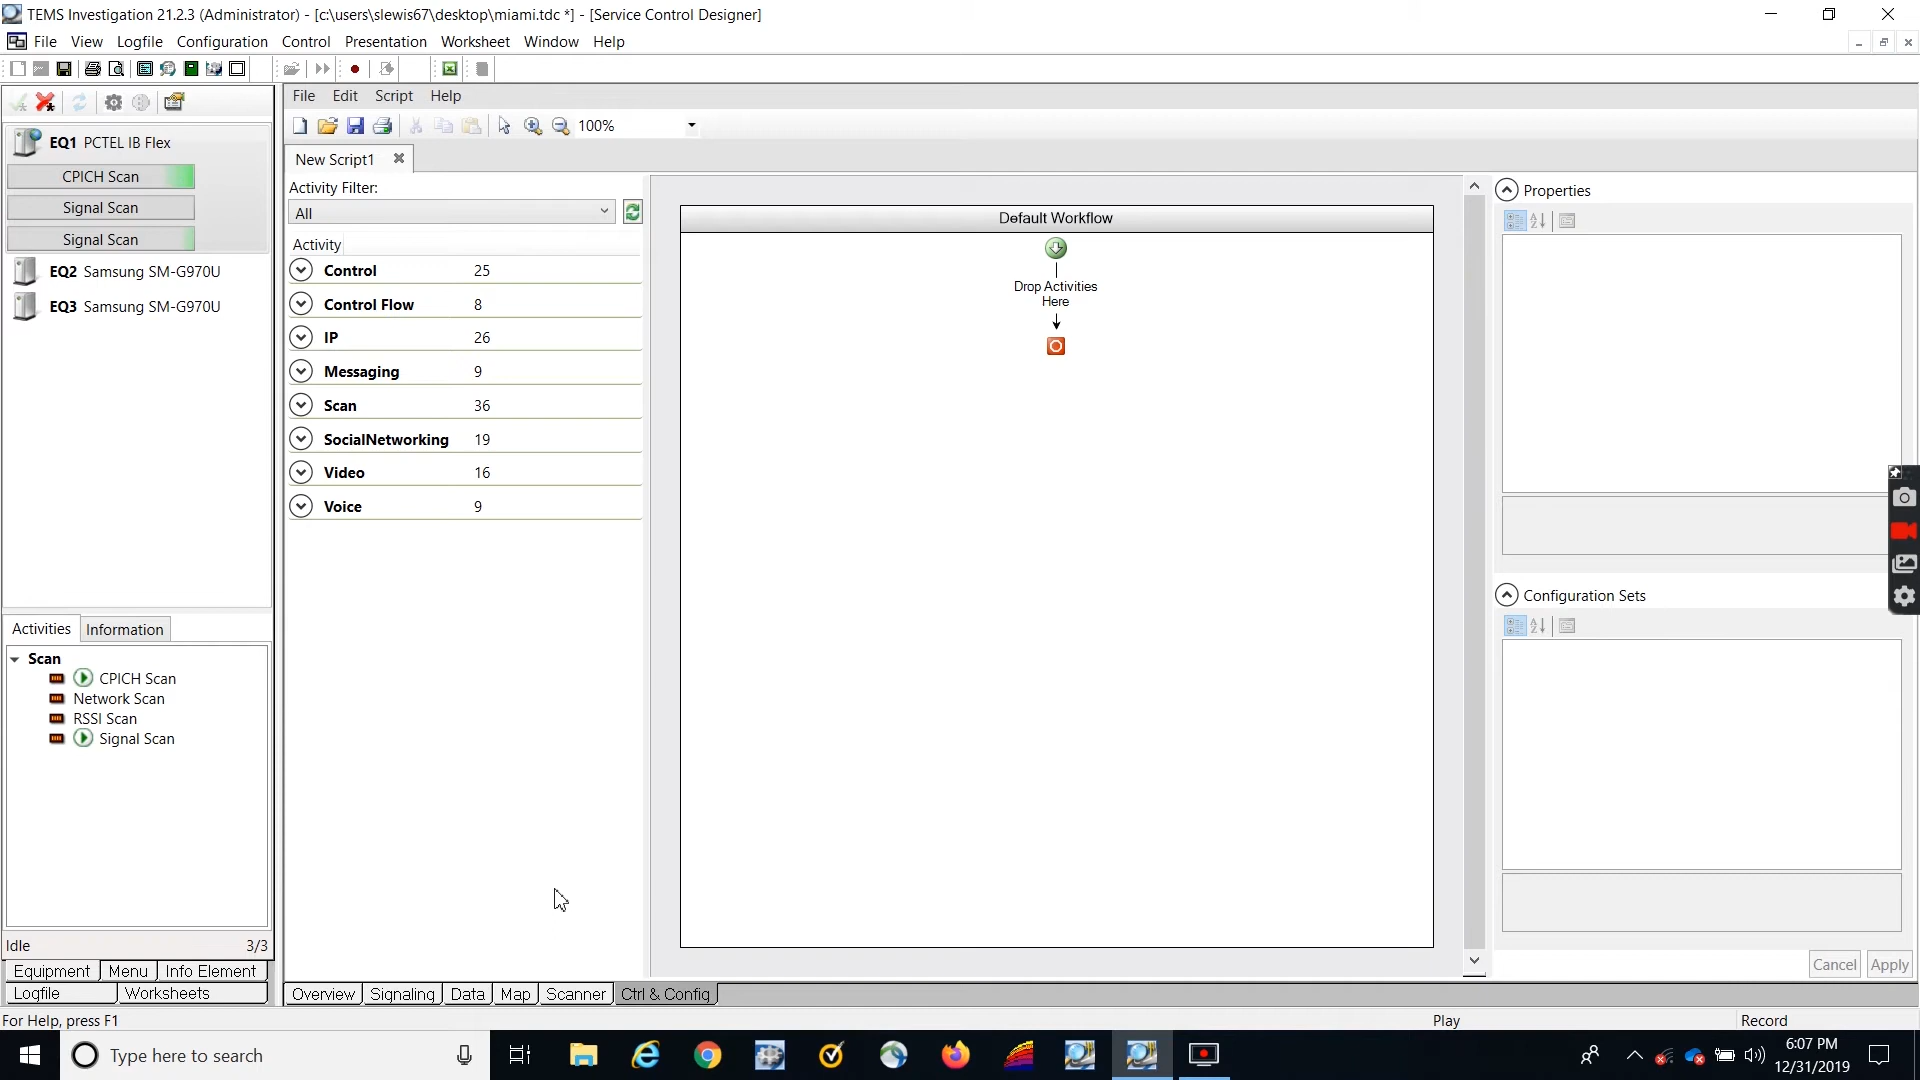 TEMS Investigation 21.2.3 (Administrator) - [c:\users\slewis67\desktop\miami.tdc *] - [Service Control Designer]
File View Logfile Configuration Control Presentation Worksheet Window Help
File Edit Script Help
100%
EQ1 PCTEL IB Flex
CPICH Scan
Signal Scan
Signal Scan
EQ2 Samsung SM-G970U
EQ3 Samsung SM-G970U
New Script1
Activity Filter:
All
Activity
Control 25
Control Flow 8
IP 26
Messaging 9
Scan 36
SocialNetworking 19
Video 16
Voice 9
Default Workflow
Drop Activities
Here
Properties
Configuration Sets
Cancel Apply
Activities Information
Scan
CPICH Scan
Network Scan
RSSI Scan
Signal Scan
Idle 3/3
Equipment Menu Info Element
Logfile Worksheets
Overview Signaling Data Map Scanner Ctrl & Config
For Help, press F1 Play Record
Type here to search
6:07 PM
12/31/2019